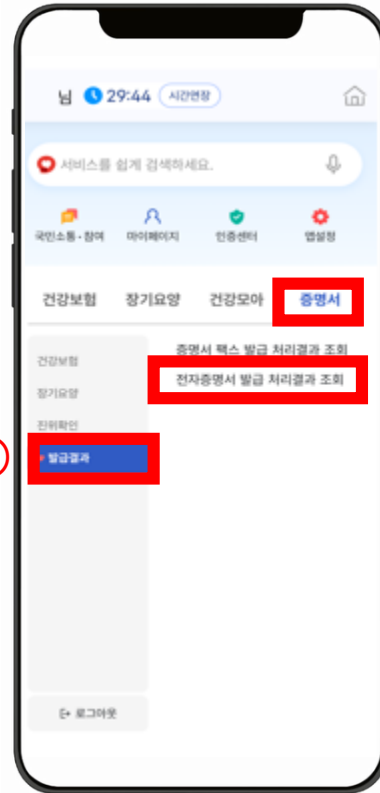 님 29:44 시간연장
서비스를 쉽게 검색하세요.
국민소통·참여 마이페이지 인증센터 앱설정
건강보험 장기요양 건강모아 증명서
건강보험
장기요양
진위확인
발급결과
증명서 팩스 발급 처리결과 조회
전자증명서 발급 처리결과 조회
로그아웃